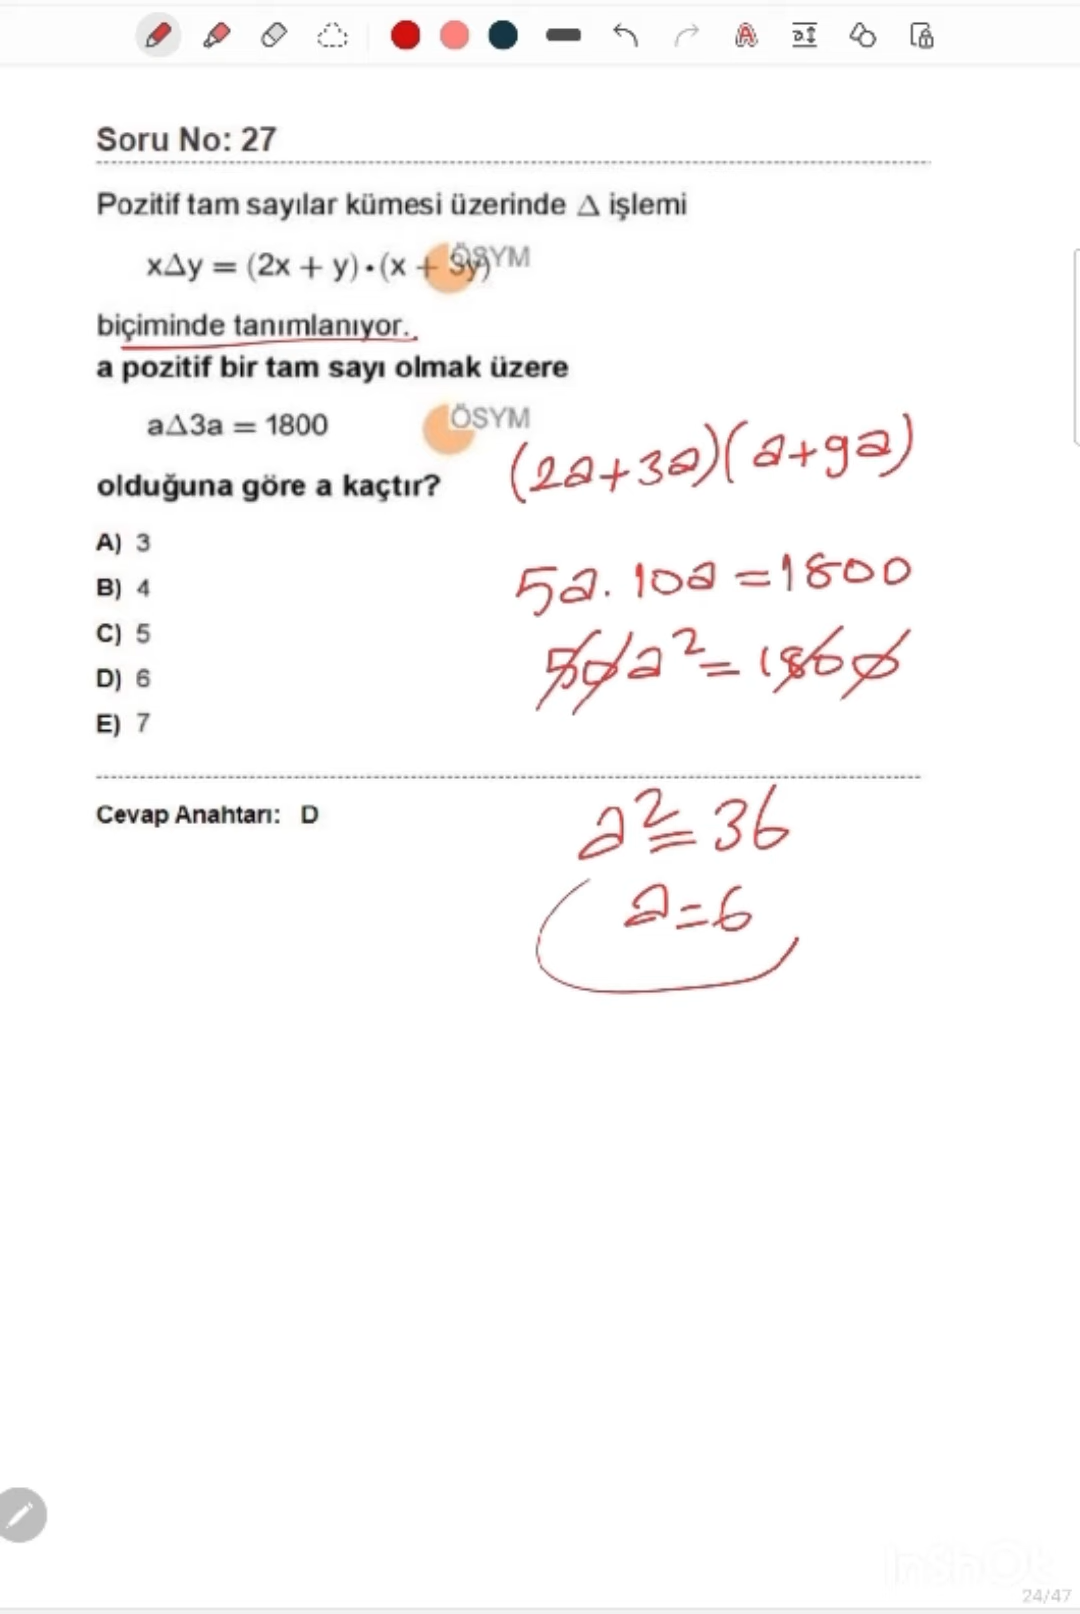 Soru No: 27
Pozitif tam sayılar kümesi üzerinde Δ işlemi
xΔy = (2x + y)·(x + 3y)
ÖSYM
biçiminde tanımlanıyor.
a pozitif bir tam sayı olmak üzere
aΔ3a = 1800
ÖSYM
(2a+3a)(a+9a)
olduğuna göre a kaçtır?
A) 3
5a.10a=1800
B) 4
C) 5
50a²=1800
D) 6
E) 7
Cevap Anahtarı: D
a²=36
a=6
24/47